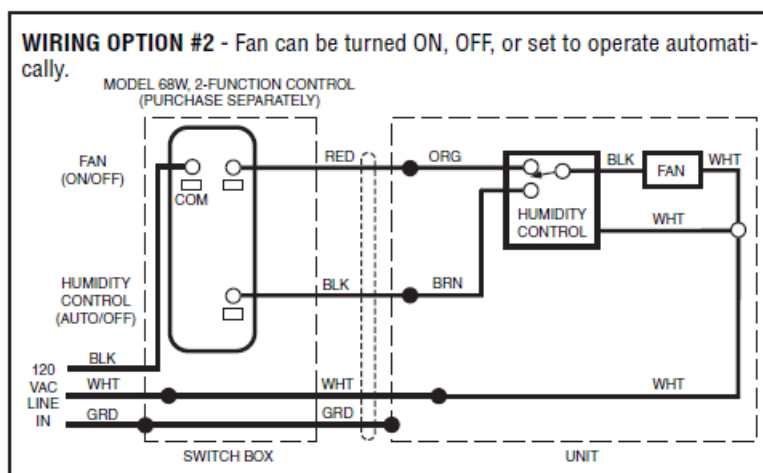 WIRING OPTION #2 - Fan can be turned ON, OFF, or set to operate automati-
cally.
MODEL 68W, 2-FUNCTION CONTROL
(PURCHASE SEPARATELY)
FAN
(ON/OFF)
COM
RED
ORG
BLK
FAN
WHT
HUMIDITY
CONTROL
WHT
HUMIDITY
CONTROL
(AUTO/OFF)
BLK
BRN
120
VAC
LINE
IN
BLK
WHT
WHT
WHT
GRD
GRD
SWITCH BOX
UNIT